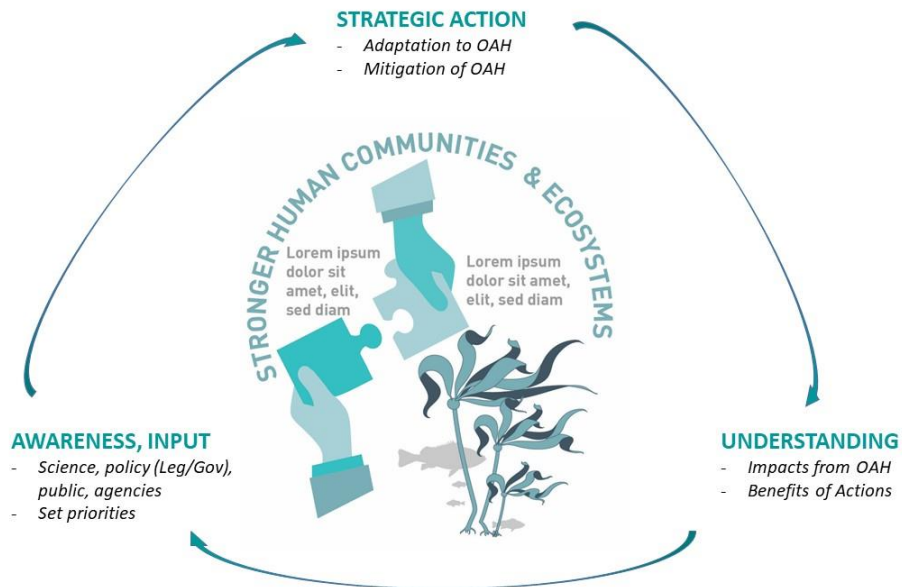 STRATEGIC ACTION
- Adaptation to OAH
- Mitigation of OAH
STRONGER HUMAN COMMUNITIES & ECOSYSTEMS
Lorem ipsum
dolor sit
amet, elit,
sed diam
Lorem ipsum
dolor sit amet,
elit, sed diam
AWARENESS, INPUT
- Science, policy (Leg/Gov),
public, agencies
- Set priorities
UNDERSTANDING
- Impacts from OAH
- Benefits of Actions